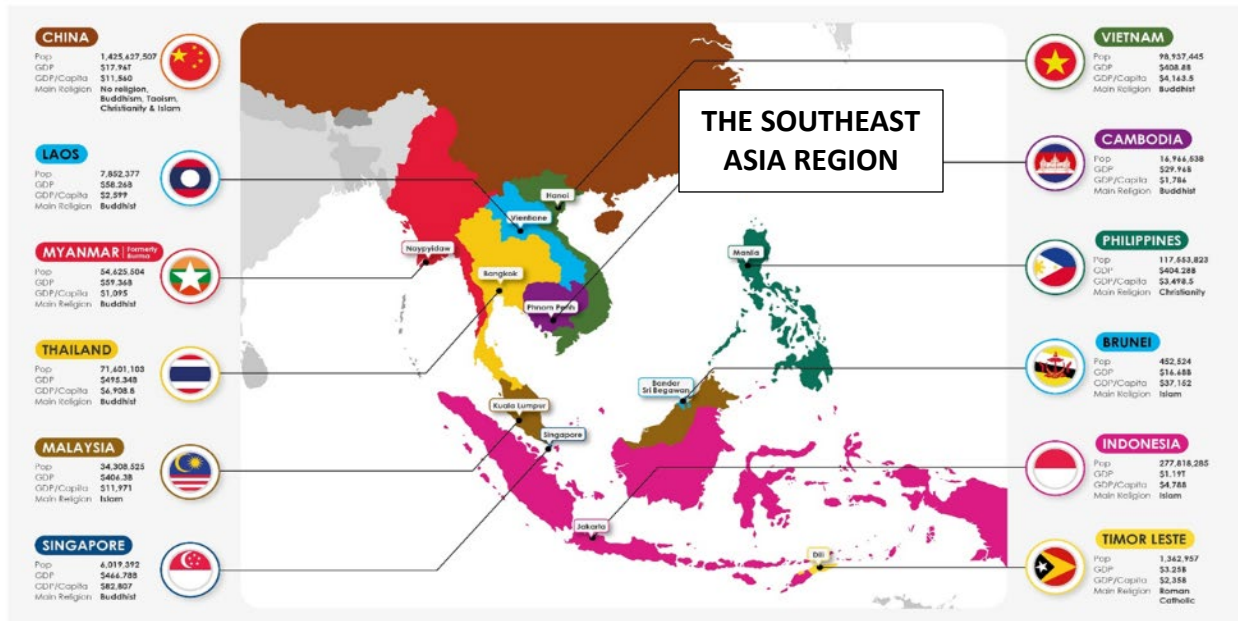 CHINA
Pop 1,425,627,507
GDP $17.96T
GDP/Capita $11,560
Main Religion No religion,
Buddhism, Taoism,
Christianity & Islam
LAOS
Pop 7,852,377
GDP $58.26B
GDP/Capita $2,599
Main Religion Buddhist
MYANMAR | Formerly
Burma
Pop 54,625,504
GDP $59.36B
GDP/Capita $1,095
Main Religion Buddhist
THAILAND
Pop 71,601,103
GDP $495.34B
GDP/Capita $6,908.8
Main Religion Buddhist
MALAYSIA
Pop 34,308,525
GDP $406.3B
GDP/Capita $11,971
Main Religion Islam
SINGAPORE
Pop 6,019,392
GDP $466.78B
GDP/Capita $82,807
Main Religion Buddhist
THE SOUTHEAST
ASIA REGION
Hanoi
Vientiane
Naypyidaw
Bangkok
Manila
Phnom Penh
Bandar
Sri Begawan
Kuala Lumpur
Singapore
Jakarta
Dili
VIETNAM
Pop 98,937,445
GDP $408.8B
GDP/Capita $4,163.5
Main Religion Buddhist
CAMBODIA
Pop 16,966,538
GDP $29.96B
GDP/Capita $1,786
Main Religion Buddhist
PHILIPPINES
Pop 117,553,823
GDP $404.28B
GDP/Capita $3,498.5
Main Religion Christianity
BRUNEI
Pop 452,524
GDP $16.68B
GDP/Capita $37,152
Main Religion Islam
INDONESIA
Pop 277,818,285
GDP $1.19T
GDP/Capita $4,788
Main Religion Islam
TIMOR LESTE
Pop 1,362,957
GDP $3.25B
GDP/Capita $2,358
Main Religion Roman
Catholic